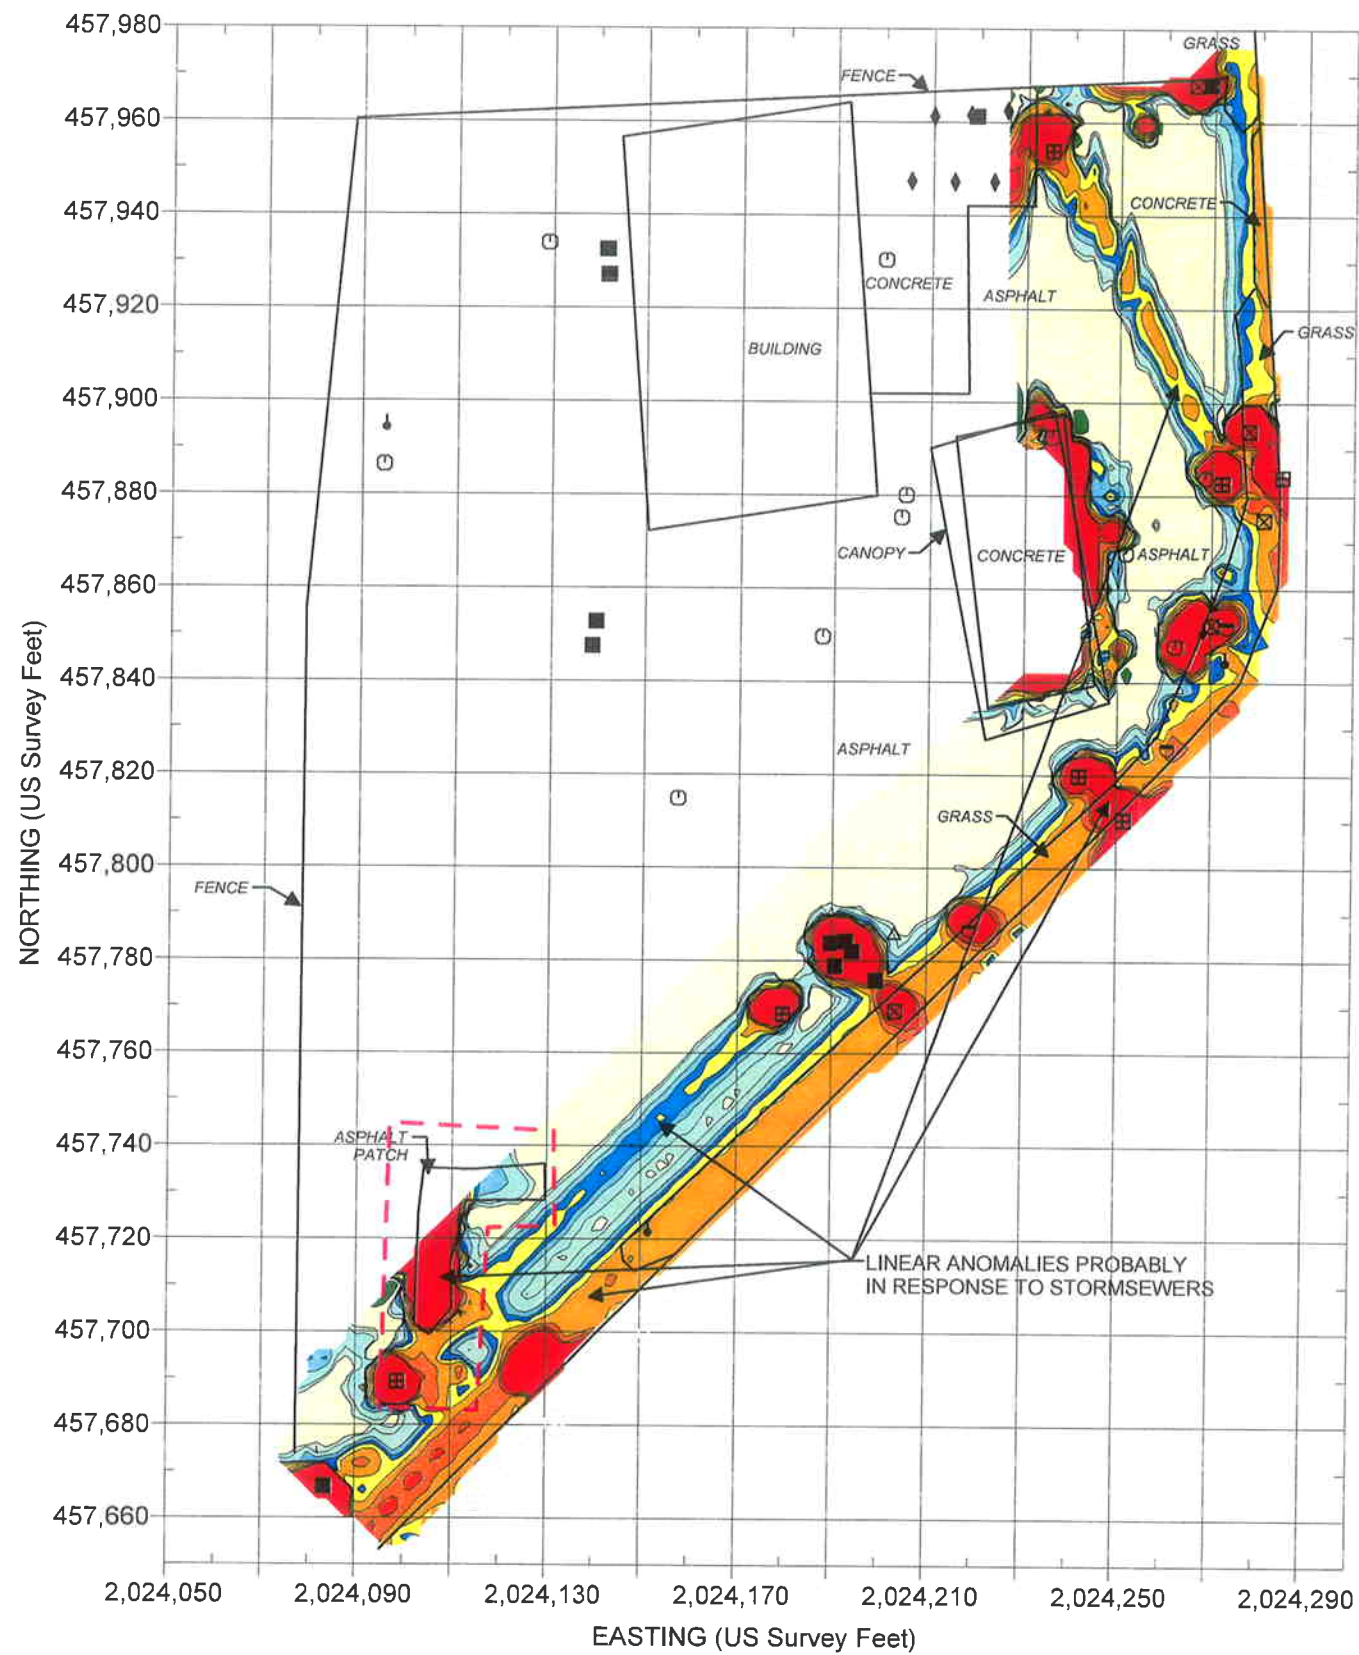 457,980
457,960
457,940
457,920
457,900
457,880
457,860
457,840
457,820
457,800
457,780
457,760
457,740
457,720
457,700
457,680
457,660
NORTHING (US Survey Feet)
GRASS
FENCE
CONCRETE
CONCRETE
ASPHALT
GRASS
BUILDING
CANOPY
CONCRETE
ASPHALT
ASPHALT
GRASS
FENCE
ASPHALT
PATCH
LINEAR ANOMALIES PROBABLY
IN RESPONSE TO STORMSEWERS
2,024,050
2,024,090
2,024,130
2,024,170
2,024,210
2,024,250
2,024,290
EASTING (US Survey Feet)